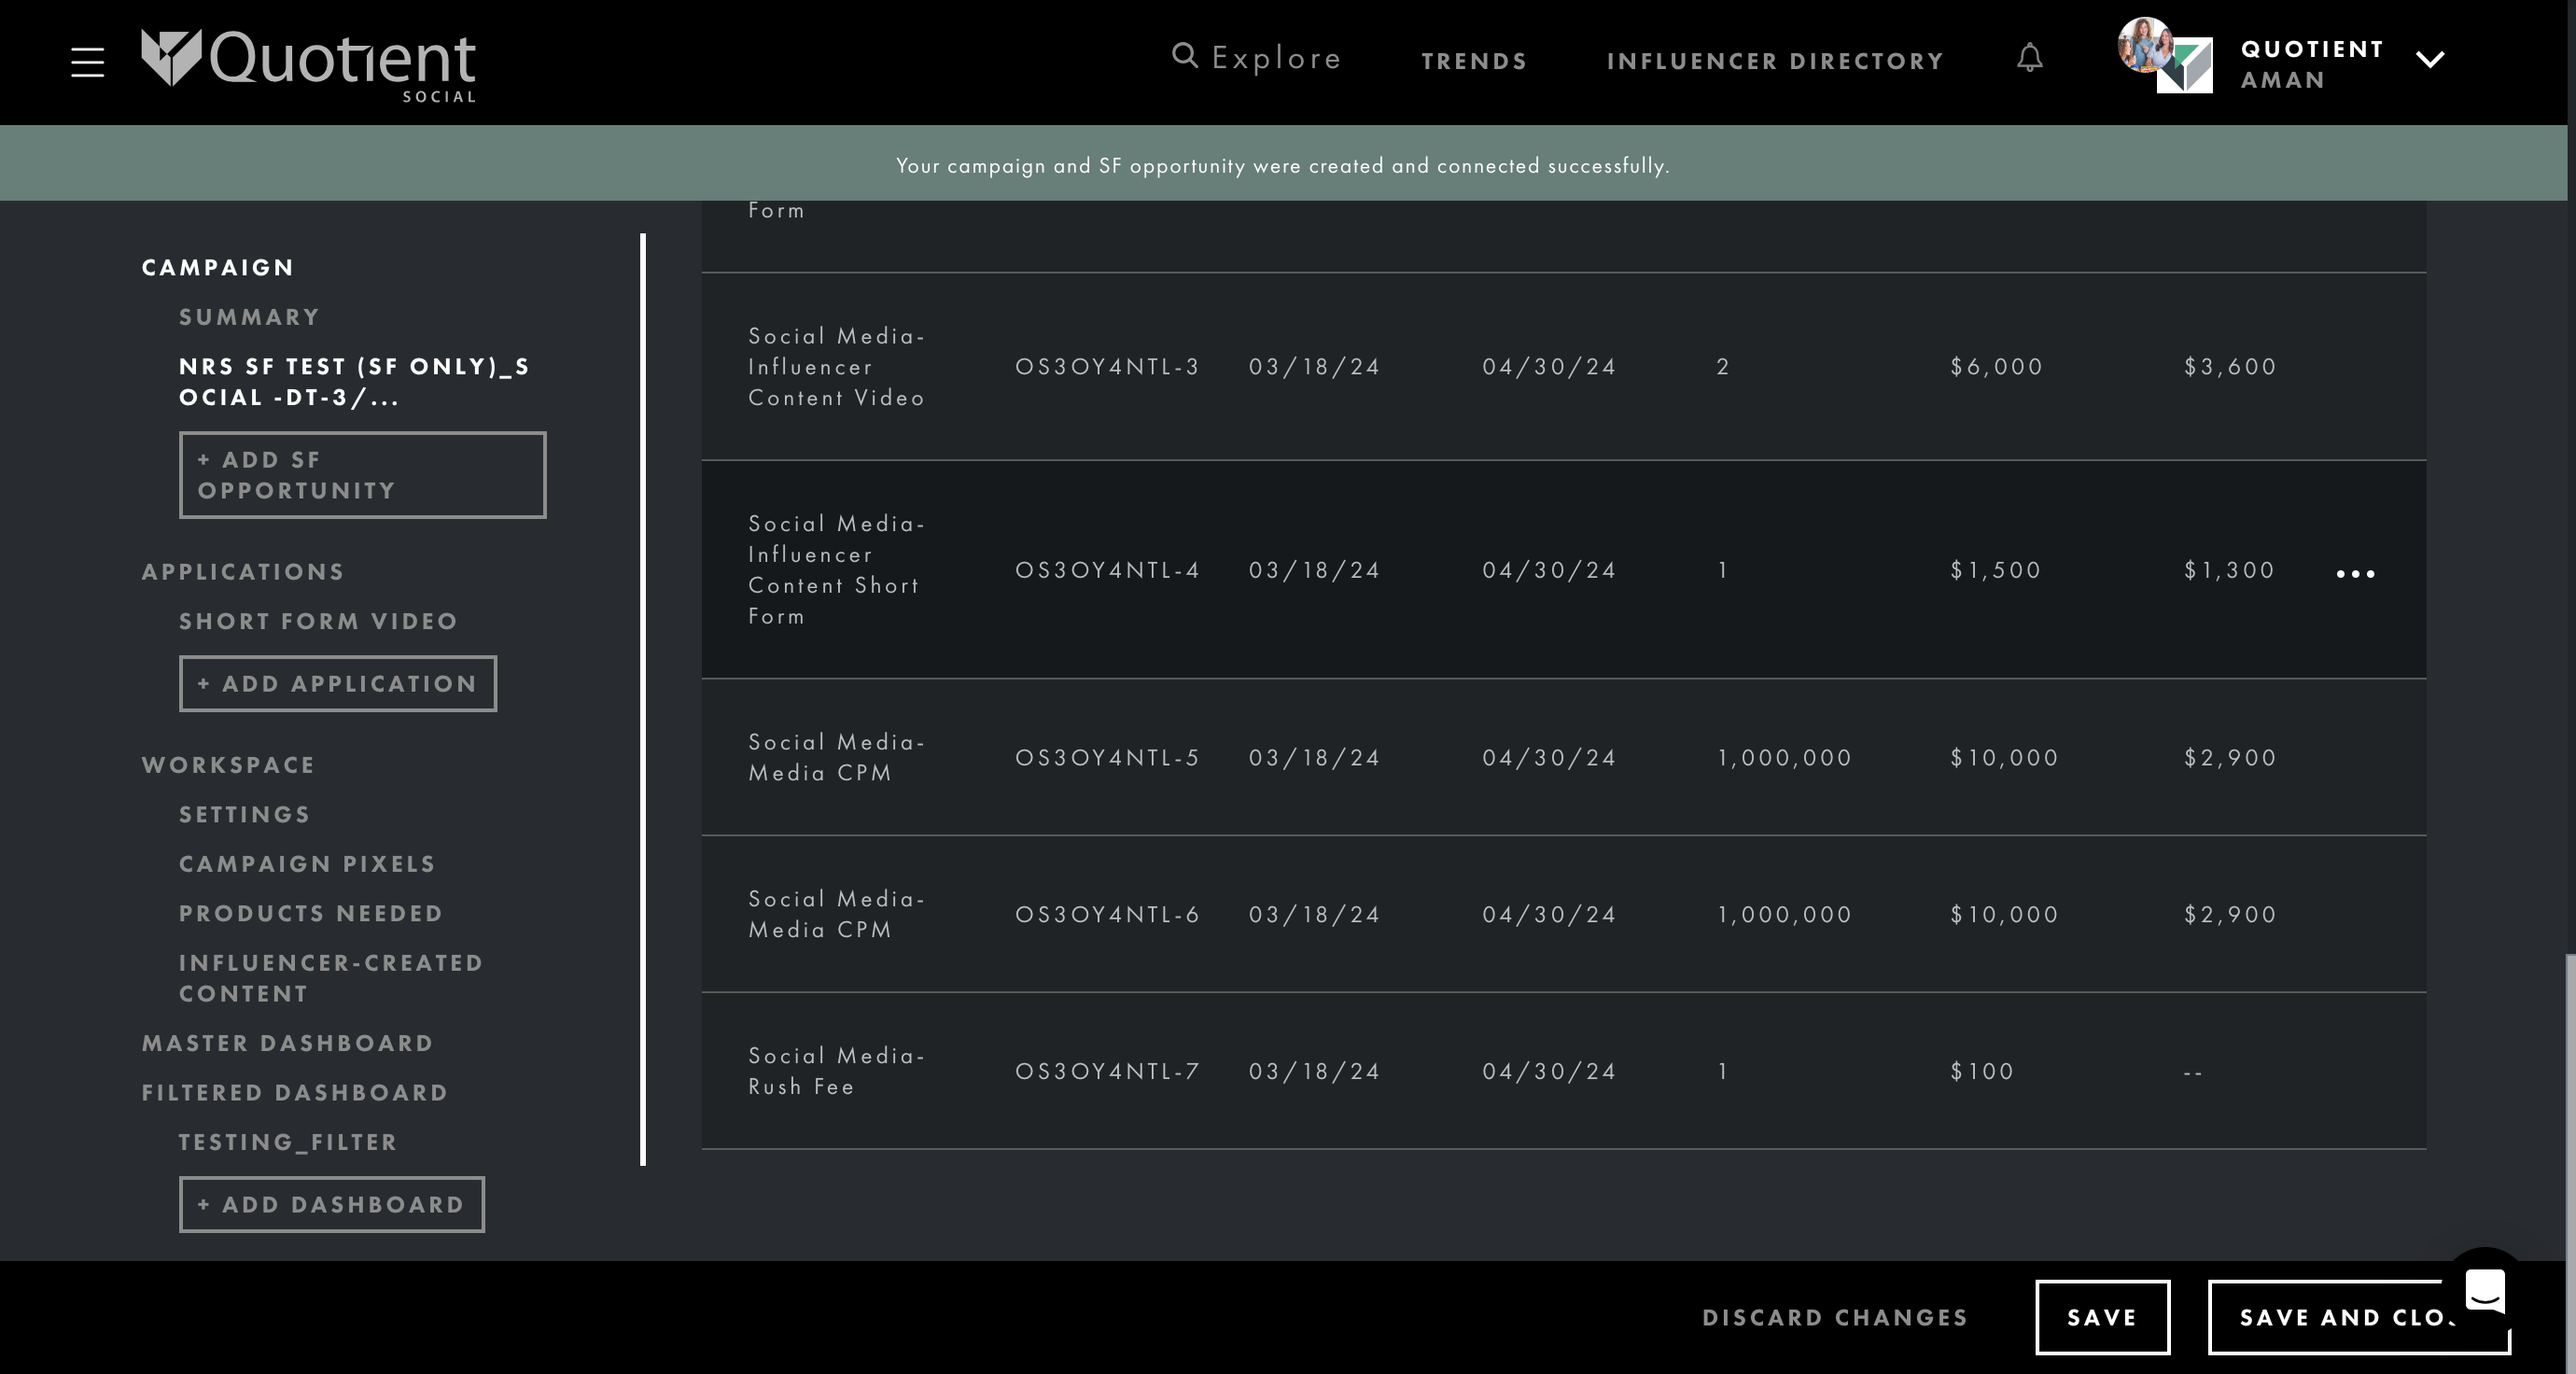 Quotient
SOCIAL
Explore
TRENDS
INFLUENCER DIRECTORY
QUOTIENT
AMAN
Your campaign and SF opportunity were created and connected successfully.
CAMPAIGN
SUMMARY
NRS SF TEST (SF ONLY)_S
OCIAL -DT-3/...
+ ADD SF
OPPORTUNITY
APPLICATIONS
SHORT FORM VIDEO
+ ADD APPLICATION
WORKSPACE
SETTINGS
CAMPAIGN PIXELS
PRODUCTS NEEDED
INFLUENCER-CREATED
CONTENT
MASTER DASHBOARD
FILTERED DASHBOARD
TESTING_FILTER
+ ADD DASHBOARD
Form
Social Media-
Influencer
Content Video
OS3OY4NTL-3 03/18/24 04/30/24 2 $6,000 $3,600
Social Media-
Influencer
Content Short
Form
OS3OY4NTL-4 03/18/24 04/30/24 1 $1,500 $1,300
Social Media-
Media CPM
OS3OY4NTL-5 03/18/24 04/30/24 1,000,000 $10,000 $2,900
Social Media-
Media CPM
OS3OY4NTL-6 03/18/24 04/30/24 1,000,000 $10,000 $2,900
Social Media-
Rush Fee
OS3OY4NTL-7 03/18/24 04/30/24 1 $100 --
DISCARD CHANGES
SAVE
SAVE AND